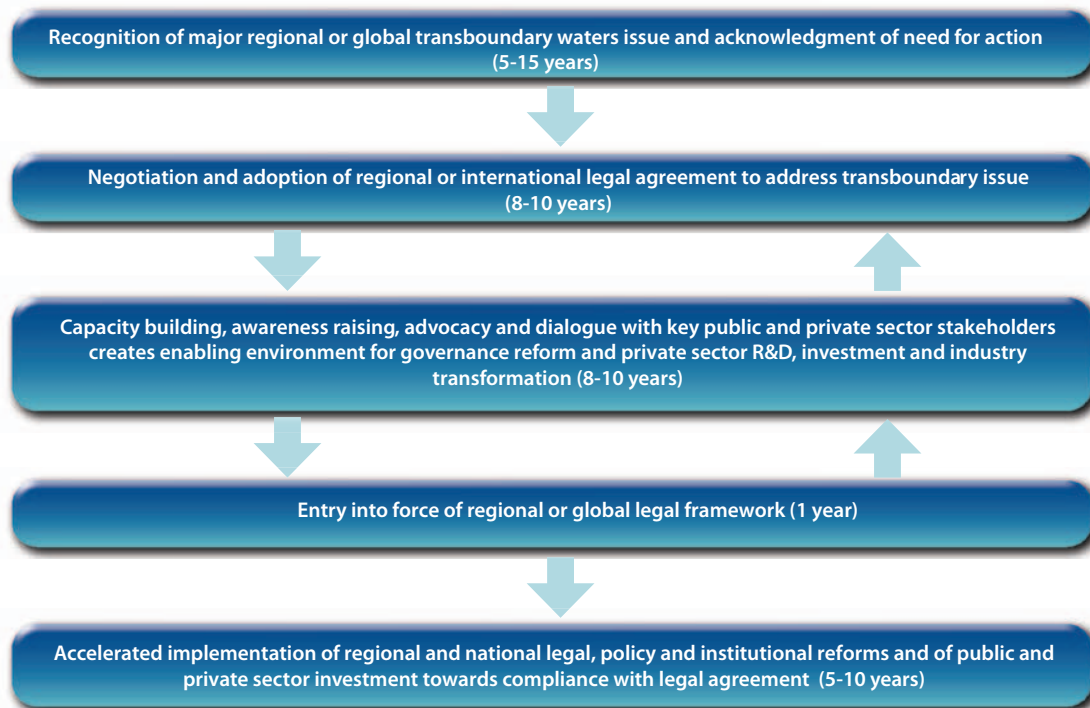 Recognition of major regional or global transboundary waters issue and acknowledgment of need for action
(5-15 years)
Negotiation and adoption of regional or international legal agreement to address transboundary issue
(8-10 years)
Capacity building, awareness raising, advocacy and dialogue with key public and private sector stakeholders
creates enabling environment for governance reform and private sector R&D, investment and industry
transformation (8-10 years)
Entry into force of regional or global legal framework (1 year)
Accelerated implementation of regional and national legal, policy and institutional reforms and of public and
private sector investment towards compliance with legal agreement (5-10 years)